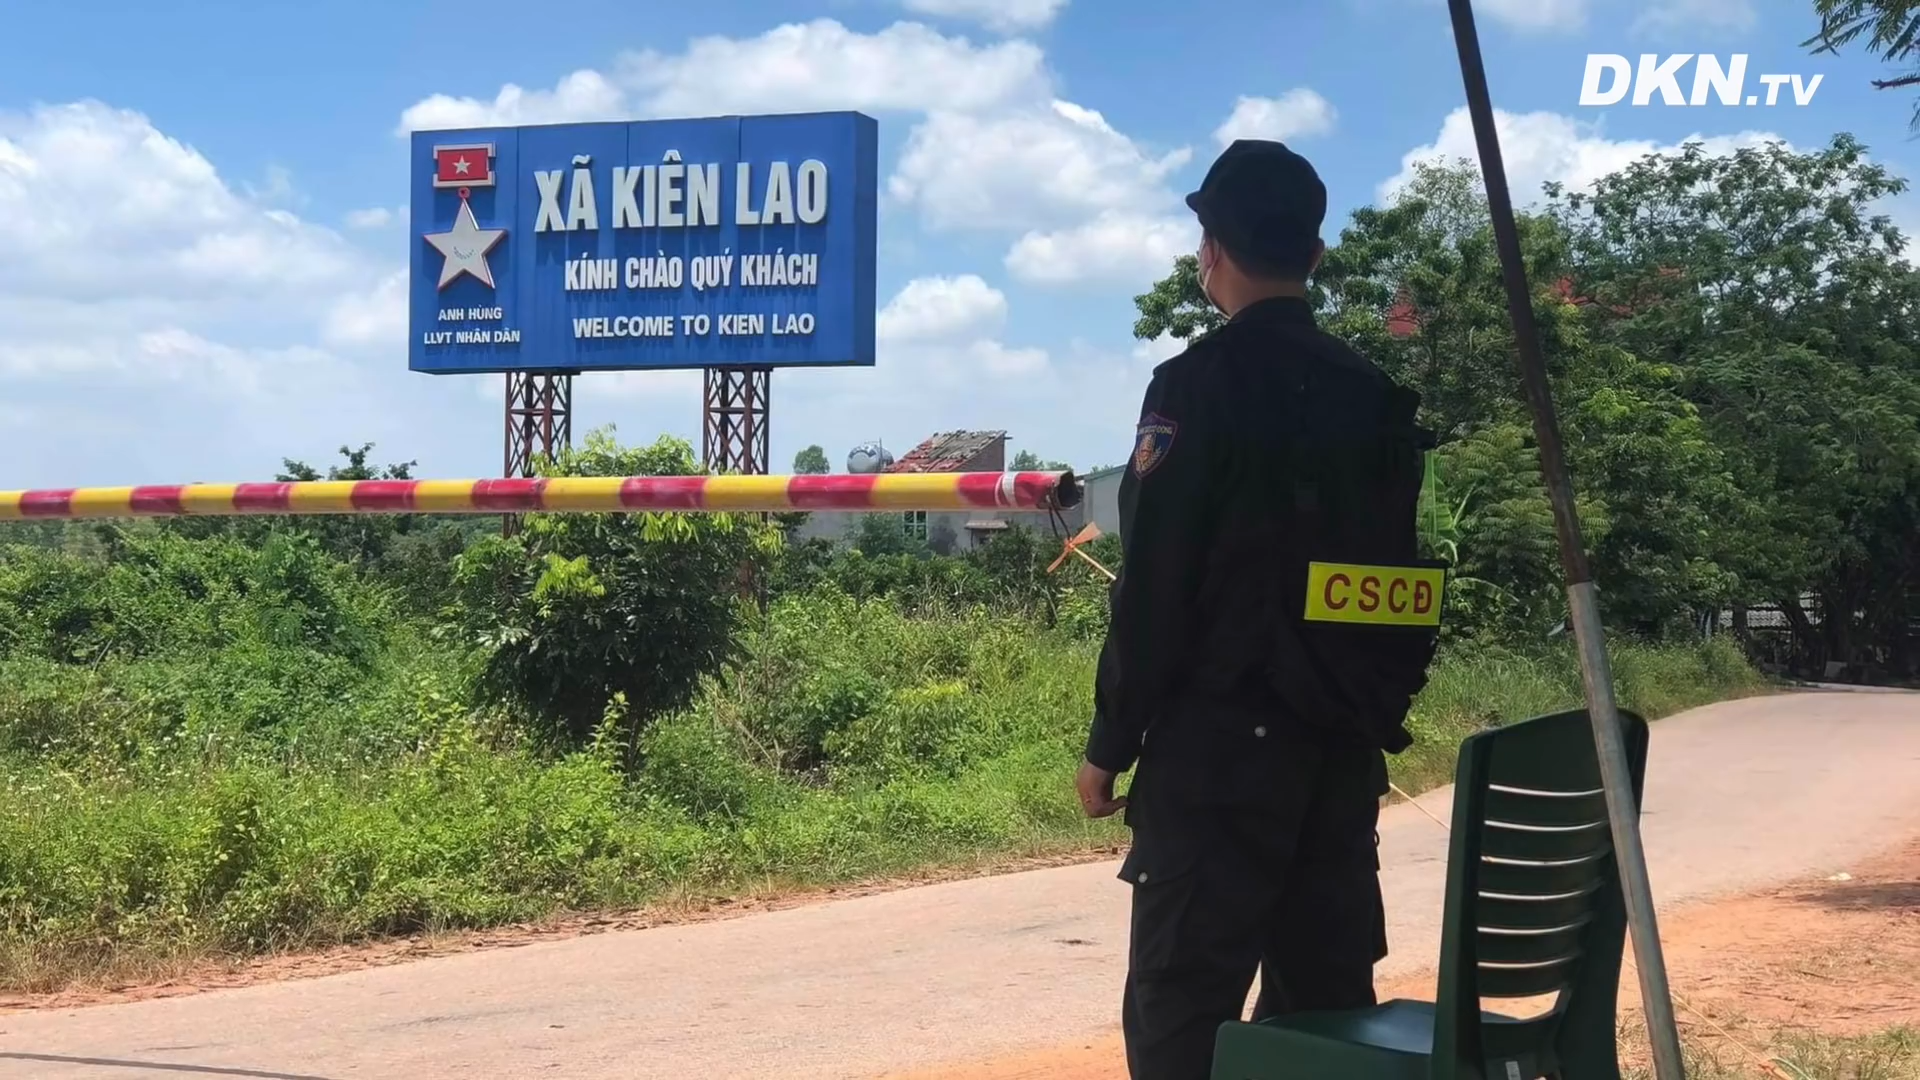 DKN.TV
XÃ KIÊN LAO
KÍNH CHÀO QUÝ KHÁCH
WELCOME TO KIEN LAO
ANH HÙNG
LLVT NHÂN DÂN
CSCĐ